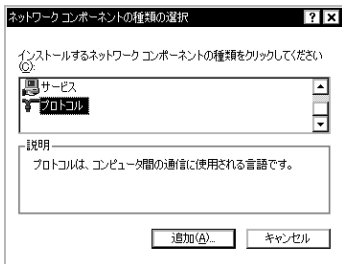 ネットワーク コンポーネントの種類の選択
インストールするネットワーク コンポーネントの種類をクリックしてください
(C):
サービス
プロトコル
説明
プロトコルは、コンピュータ間の通信に使用される言語です。
追加(A)... キャンセル